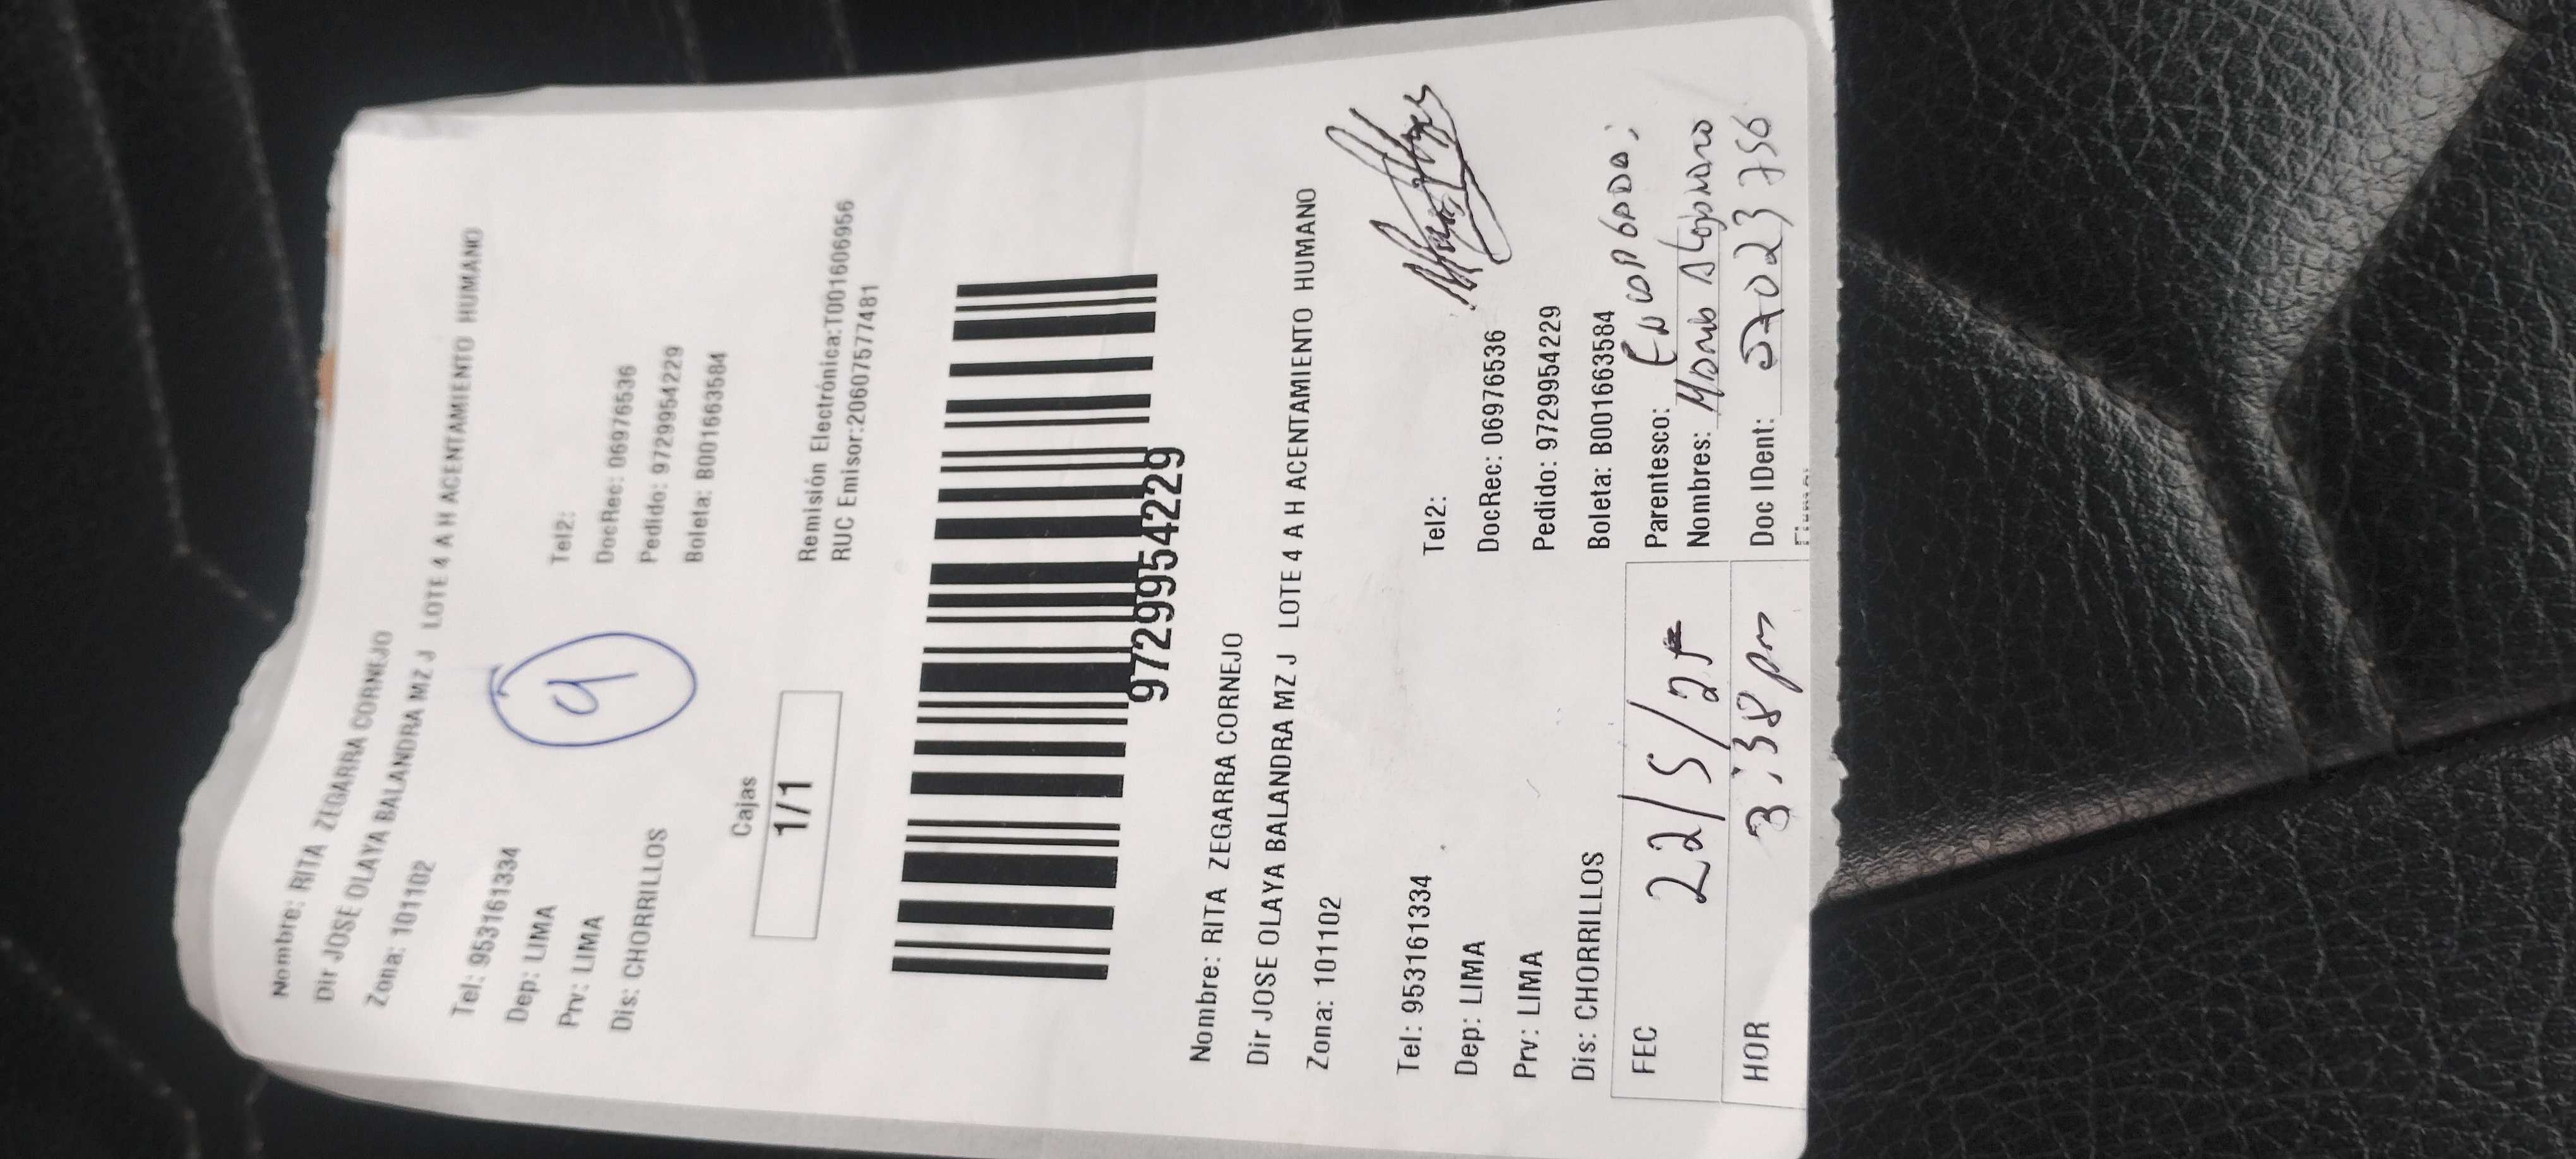 Nombre: RITA ZEGARRA CORNEJO
Dir JOSE OLAYA BALANDRA MZ J LOTE 4 A H ACENTAMIENTO HUMANO
Zona: 101102
Tel: 953161334 Tel2:
Dep: LIMA DocRec: 06976536
Prv: LIMA Pedido: 9729954229
Dis: CHORRILLOS Boleta: B001663584
9
Cajas
1/1
Remisión Electrónica:T001606956
RUC Emisor:20607577481
9729954229
Nombre: RITA ZEGARRA CORNEJO
Dir JOSE OLAYA BALANDRA MZ J LOTE 4 A H ACENTAMIENTO HUMANO
Zona: 101102
Tel: 953161334 Tel2:
Dep: LIMA DocRec: 06976536
Prv: LIMA Pedido: 9729954229
Dis: CHORRILLOS Boleta: B001663584
FEC 22/5/25 Parentesco: Encargado;
Nombres: Mario Alejandro
HOR 3:38 pm Doc IDent: 07023756